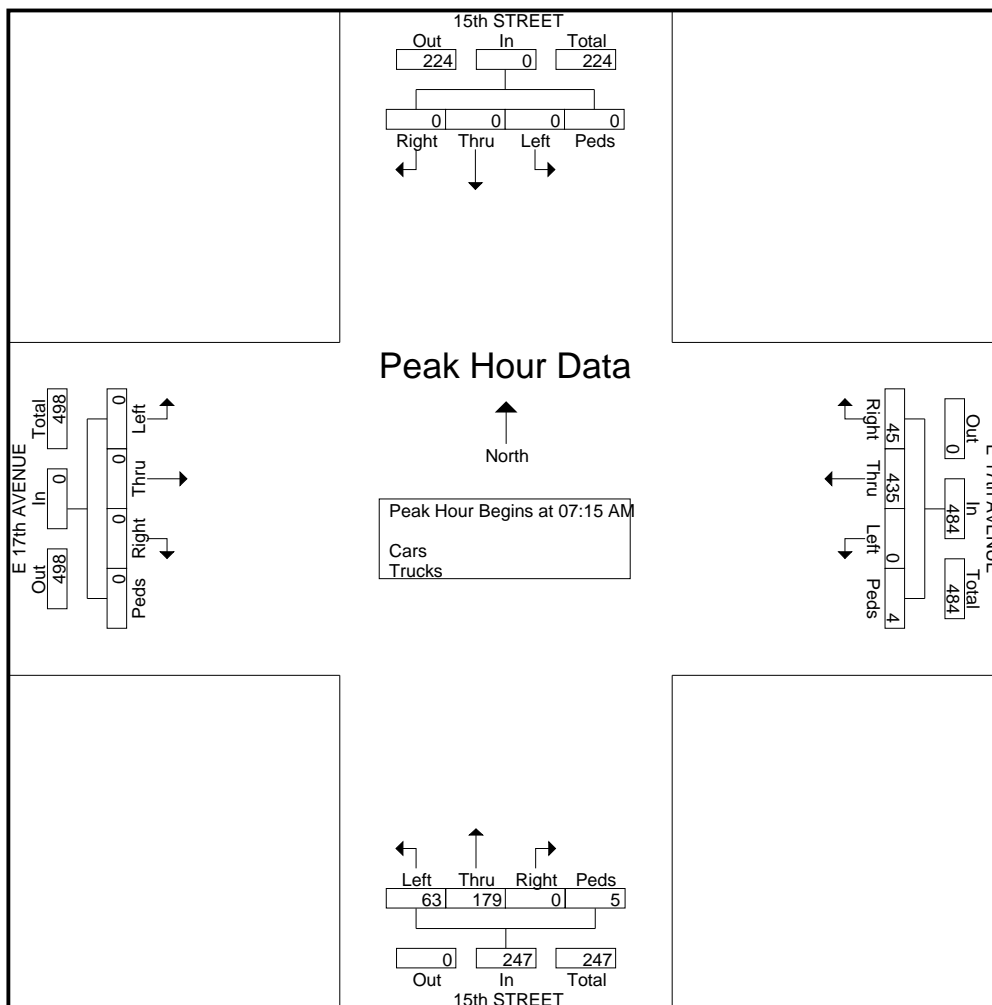 15th STREET
Out In Total
224 0 224
0 0 0 0
Right Thru Left Peds
Peak Hour Data
North
Peak Hour Begins at 07:15 AM
Cars
Trucks
E 17th AVENUE
Out In Total
498 0 498
0 0 0 0
Left Thru Right Peds
Right Thru Left Peds
45 435 0 4
Out In Total
0 484 484
E 17th AVENUE
Left Thru Right Peds
63 179 0 5
0 247 247
Out In Total
15th STREET